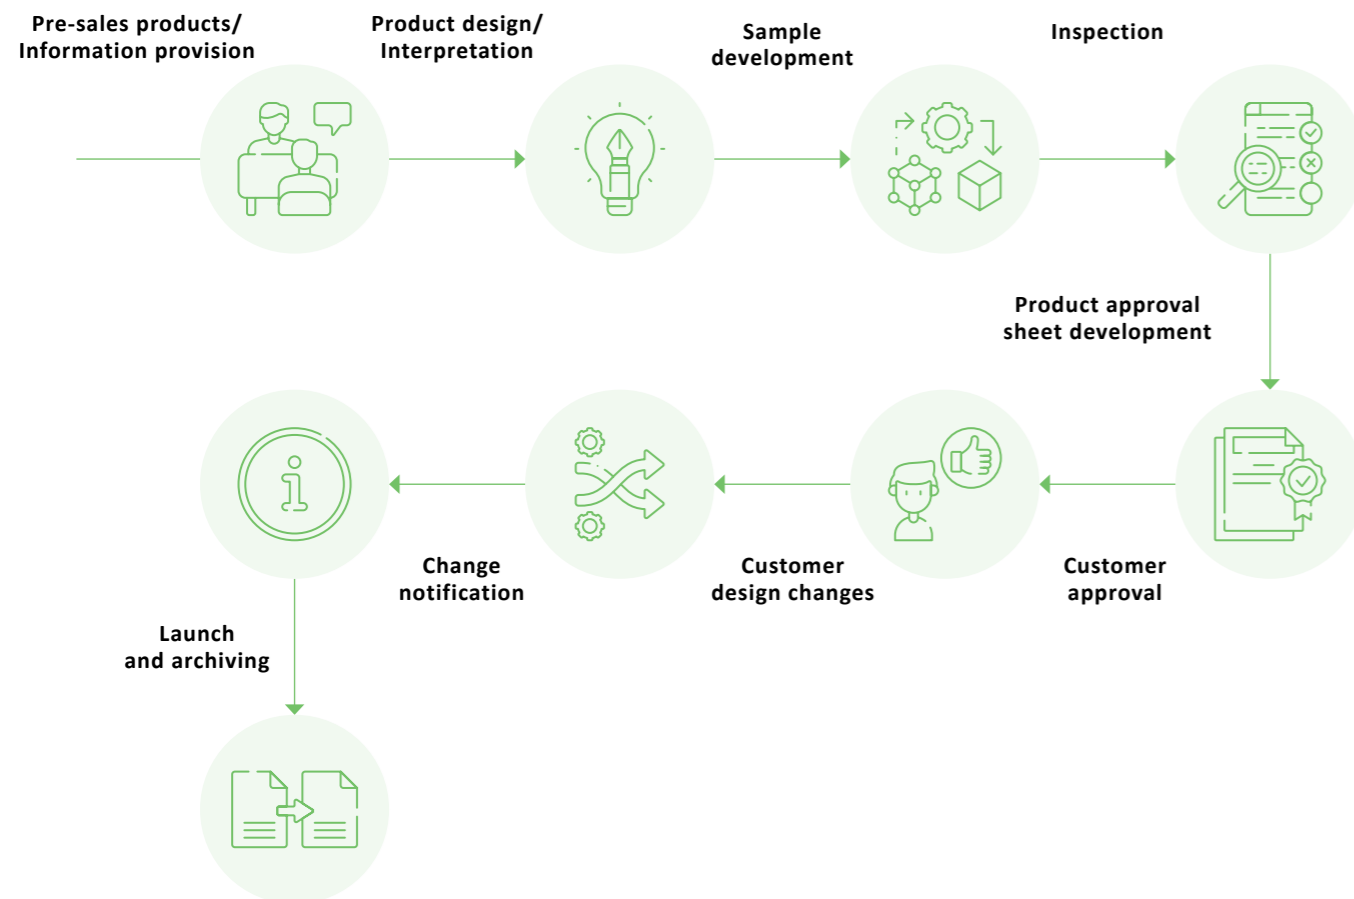 Pre-sales products/
Information provision
Product design/
Interpretation
Sample
development
Inspection
Product approval
sheet development
Customer
approval
Customer
design changes
Change
notification
Launch
and archiving